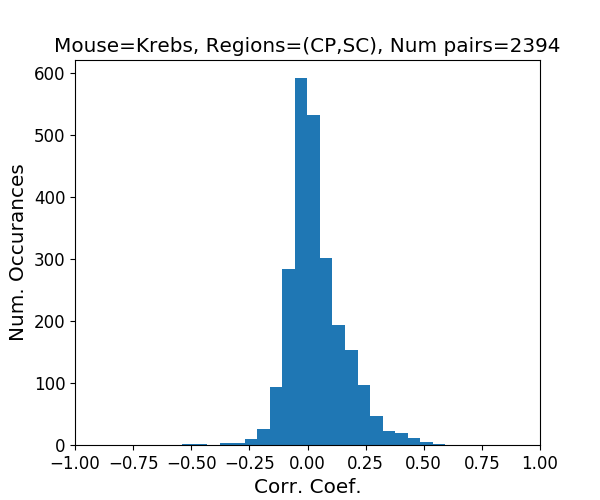 Mouse=Krebs, Regions=(CP,SC), Num pairs=2394
600
500
400
300
200
100
0
Num. Occurances
−1.00 −0.75 −0.50 −0.25 0.00 0.25 0.50 0.75 1.00
Corr. Coef.